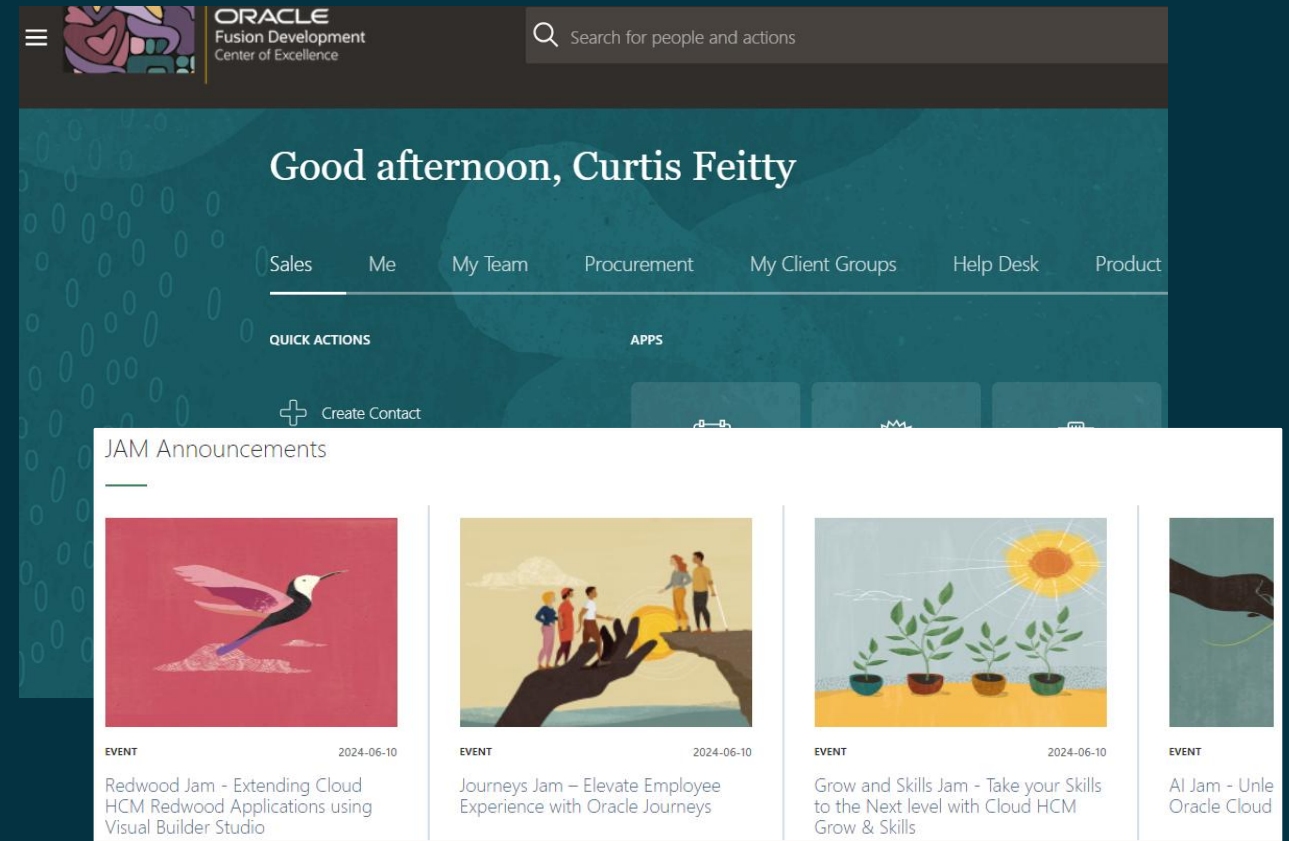 ORACLE
Fusion Development
Center of Excellence
Search for people and actions
Good afternoon, Curtis Feitty
Sales Me My Team Procurement My Client Groups Help Desk Product
QUICK ACTIONS
APPS
Create Contact
JAM Announcements
EVENT 2024-06-10
Redwood Jam - Extending Cloud
HCM Redwood Applications using
Visual Builder Studio
EVENT 2024-06-10
Journeys Jam – Elevate Employee
Experience with Oracle Journeys
EVENT 2024-06-10
Grow and Skills Jam - Take your Skills
to the Next level with Cloud HCM
Grow & Skills
EVENT
AI Jam - Unle
Oracle Cloud